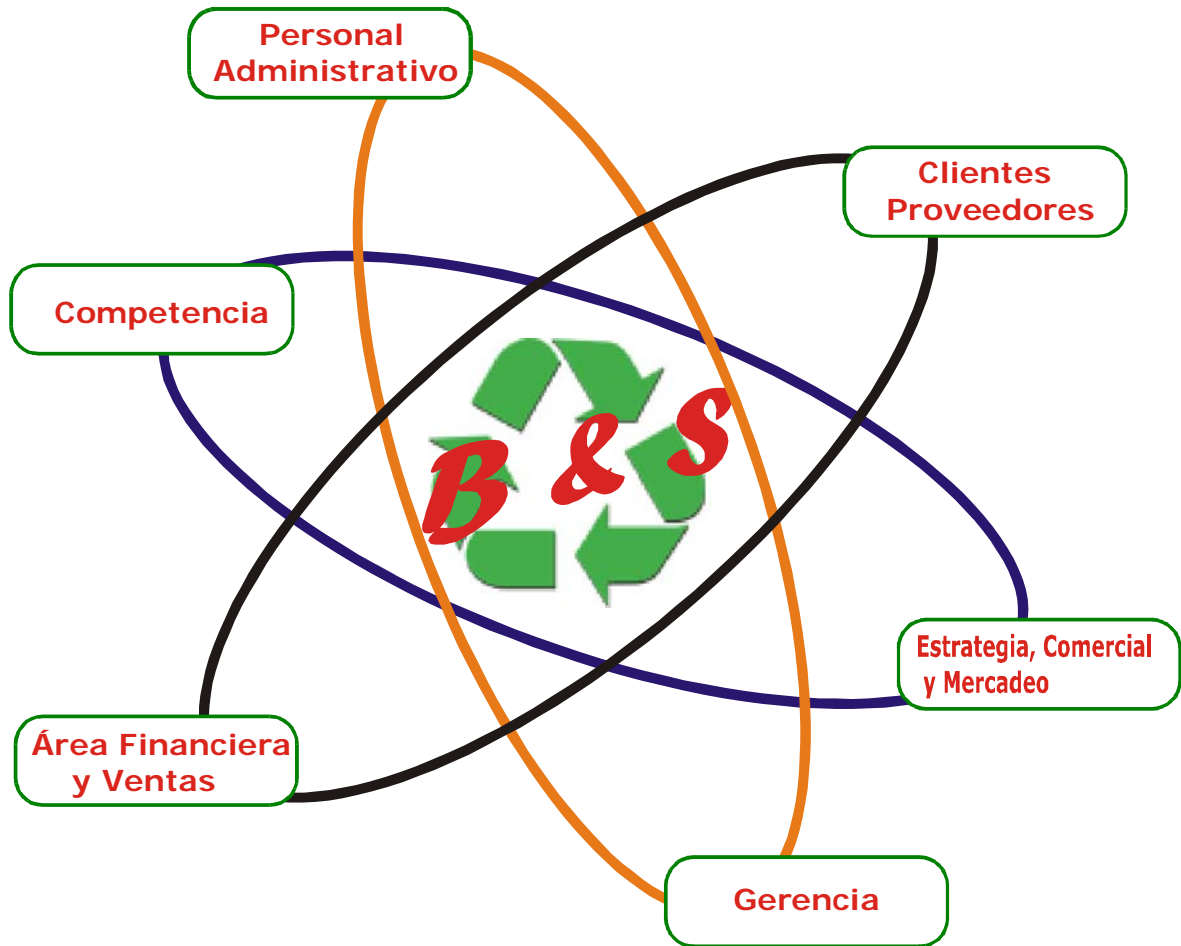 Personal
Administrativo
Clientes
Proveedores
Competencia
B & S
Estrategia, Comercial
y Mercadeo
Área Financiera
y Ventas
Gerencia